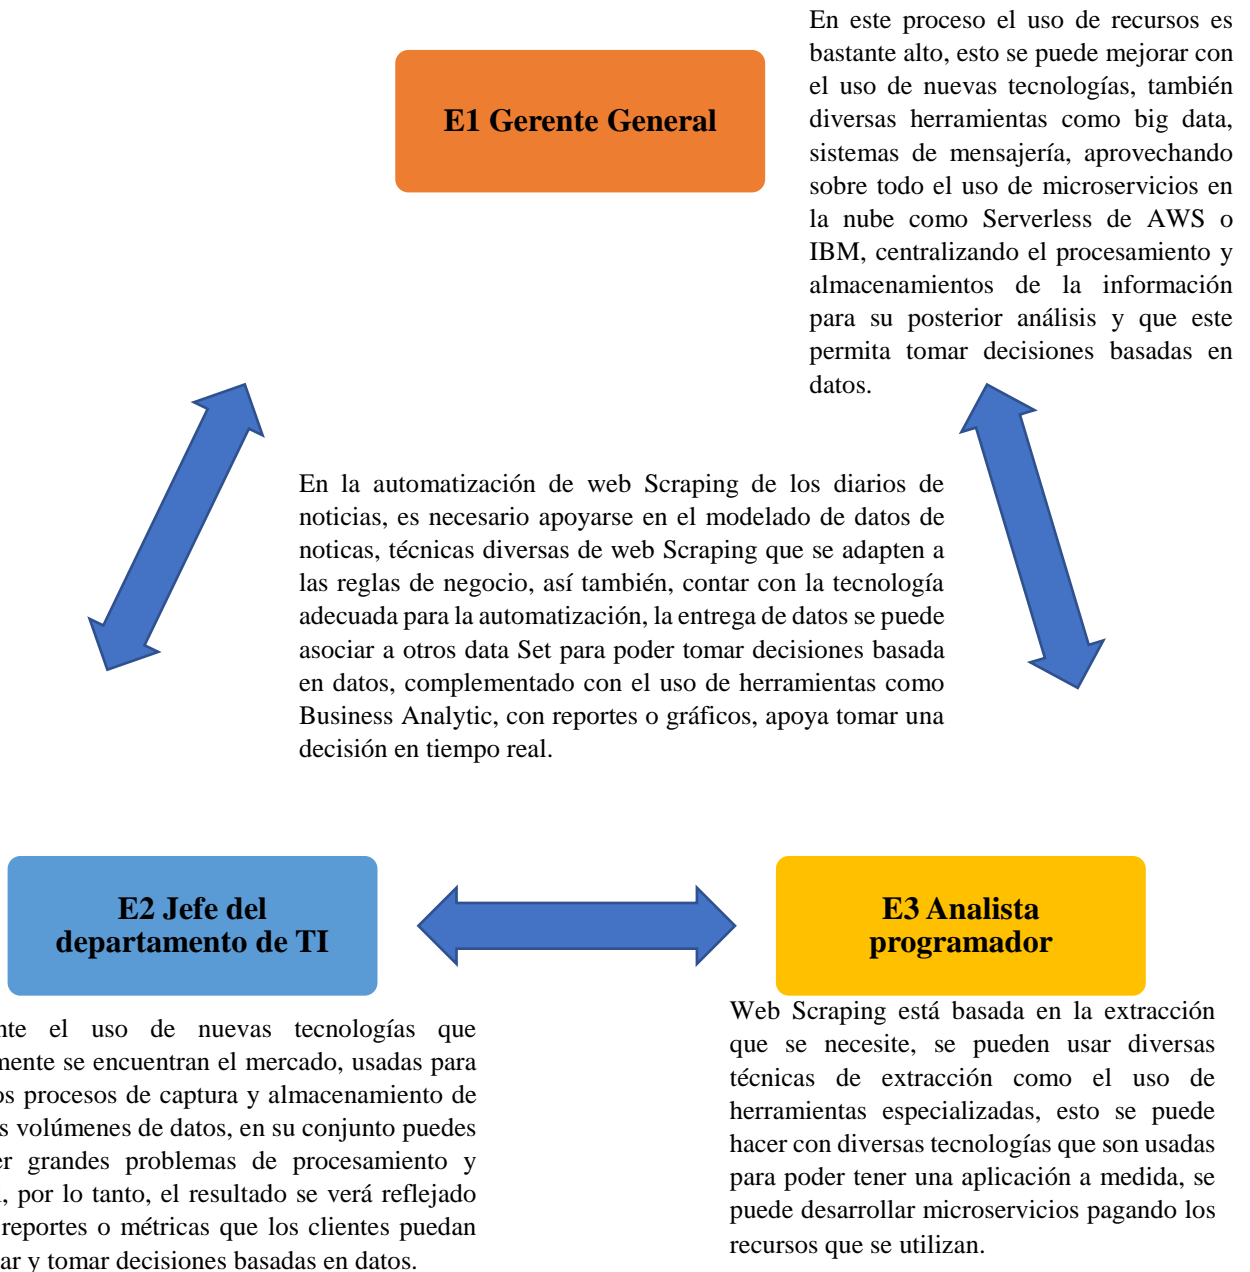 En este proceso el uso de recursos es
bastante alto, esto se puede mejorar con
el uso de nuevas tecnologías, también
diversas herramientas como big data,
sistemas de mensajería, aprovechando
sobre todo el uso de microservicios en
la nube como Serverless de AWS o
IBM, centralizando el procesamiento y
almacenamientos de la información
para su posterior análisis y que este
permita tomar decisiones basadas en
datos.
E1 Gerente General
En la automatización de web Scraping de los diarios de
noticias, es necesario apoyarse en el modelado de datos de
noticas, técnicas diversas de web Scraping que se adapten a
las reglas de negocio, así también, contar con la tecnología
adecuada para la automatización, la entrega de datos se puede
asociar a otros data Set para poder tomar decisiones basada
en datos, complementado con el uso de herramientas como
Business Analytic, con reportes o gráficos, apoya tomar una
decisión en tiempo real.
E2 Jefe del
departamento de TI
el uso de nuevas tecnologías que
se encuentran el mercado, usadas para
procesos de captura y almacenamiento de
volúmenes de datos, en su conjunto puedes
grandes problemas de procesamiento y
por lo tanto, el resultado se verá reflejado
reportes o métricas que los clientes puedan
y tomar decisiones basadas en datos.
E3 Analista
programador
Web Scraping está basada en la extracción
que se necesite, se pueden usar diversas
técnicas de extracción como el uso de
herramientas especializadas, esto se puede
hacer con diversas tecnologías que son usadas
para poder tener una aplicación a medida, se
puede desarrollar microservicios pagando los
recursos que se utilizan.